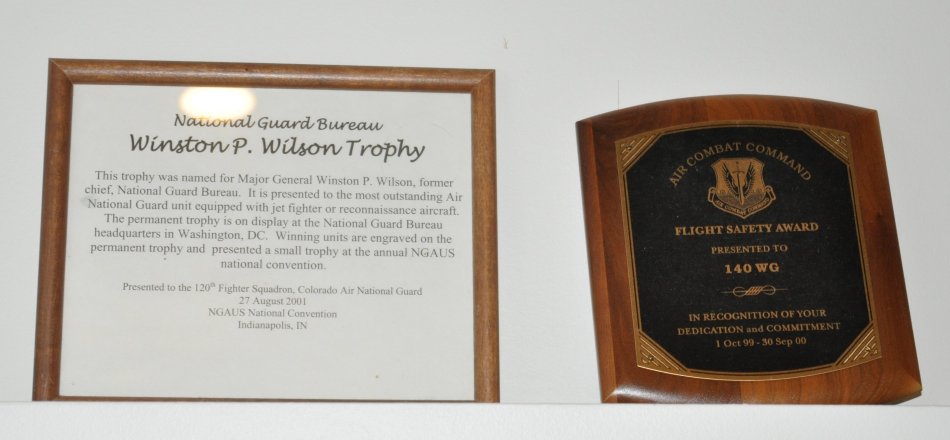 National Guard Bureau
Winston P. Wilson Trophy
This trophy was named for Major General Winston P. Wilson, former
chief, National Guard Bureau. It is presented to the most outstanding Air
National Guard unit equipped with jet fighter or reconnaissance aircraft.
The permanent trophy is on display at the National Guard Bureau
headquarters in Washington, DC. Winning units are engraved on the
permanent trophy and presented a small trophy at the annual NGAUS
national convention.
Presented to the 120th Fighter Squadron, Colorado Air National Guard
27 August 2001
NGAUS National Convention
Indianapolis, IN
AIR COMBAT COMMAND
AIR COMBAT COMMAND
FLIGHT SAFETY AWARD
PRESENTED TO
140 WG
IN RECOGNITION OF YOUR
DEDICATION and COMMITMENT
1 Oct 99 - 30 Sep 00